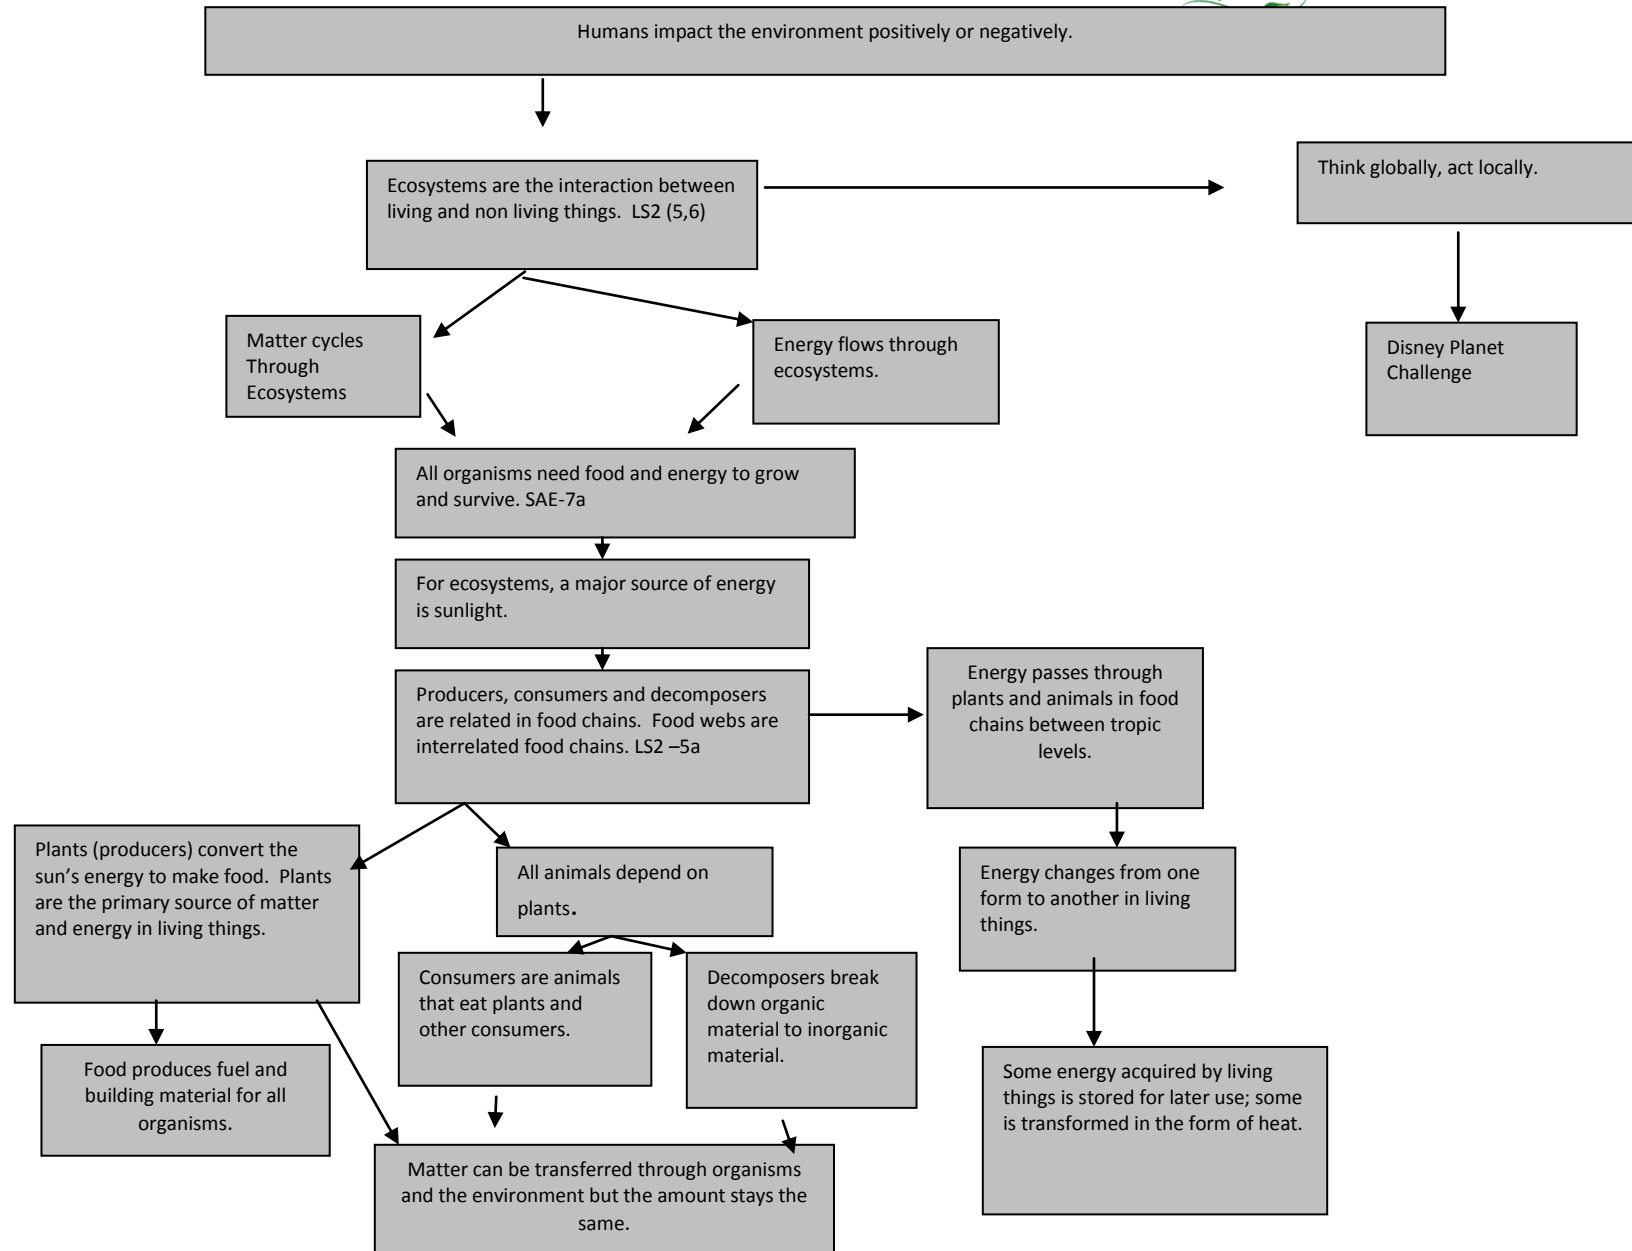 Humans impact the environment positively or negatively.
Ecosystems are the interaction between
living and non living things.  LS2 (5,6)
Think globally, act locally.
Matter cycles
Through
Ecosystems
Energy flows through
ecosystems.
Disney Planet
Challenge
All organisms need food and energy to grow
and survive. SAE-7a
For ecosystems, a major source of energy
is sunlight.
Producers, consumers and decomposers
are related in food chains.  Food webs are
interrelated food chains. LS2 –5a
Energy passes through
plants and animals in food
chains between tropic
levels.
Plants (producers) convert the
sun’s energy to make food.  Plants
are the primary source of matter
and energy in living things.
All animals depend on
plants.
Energy changes from one
form to another in living
things.
Consumers are animals
that eat plants and
other consumers.
Decomposers break
down organic
material to inorganic
material.
Food produces fuel and
building material for all
organisms.
Some energy acquired by living
things is stored for later use; some
is transformed in the form of heat.
Matter can be transferred through organisms
and the environment but the amount stays the
same.